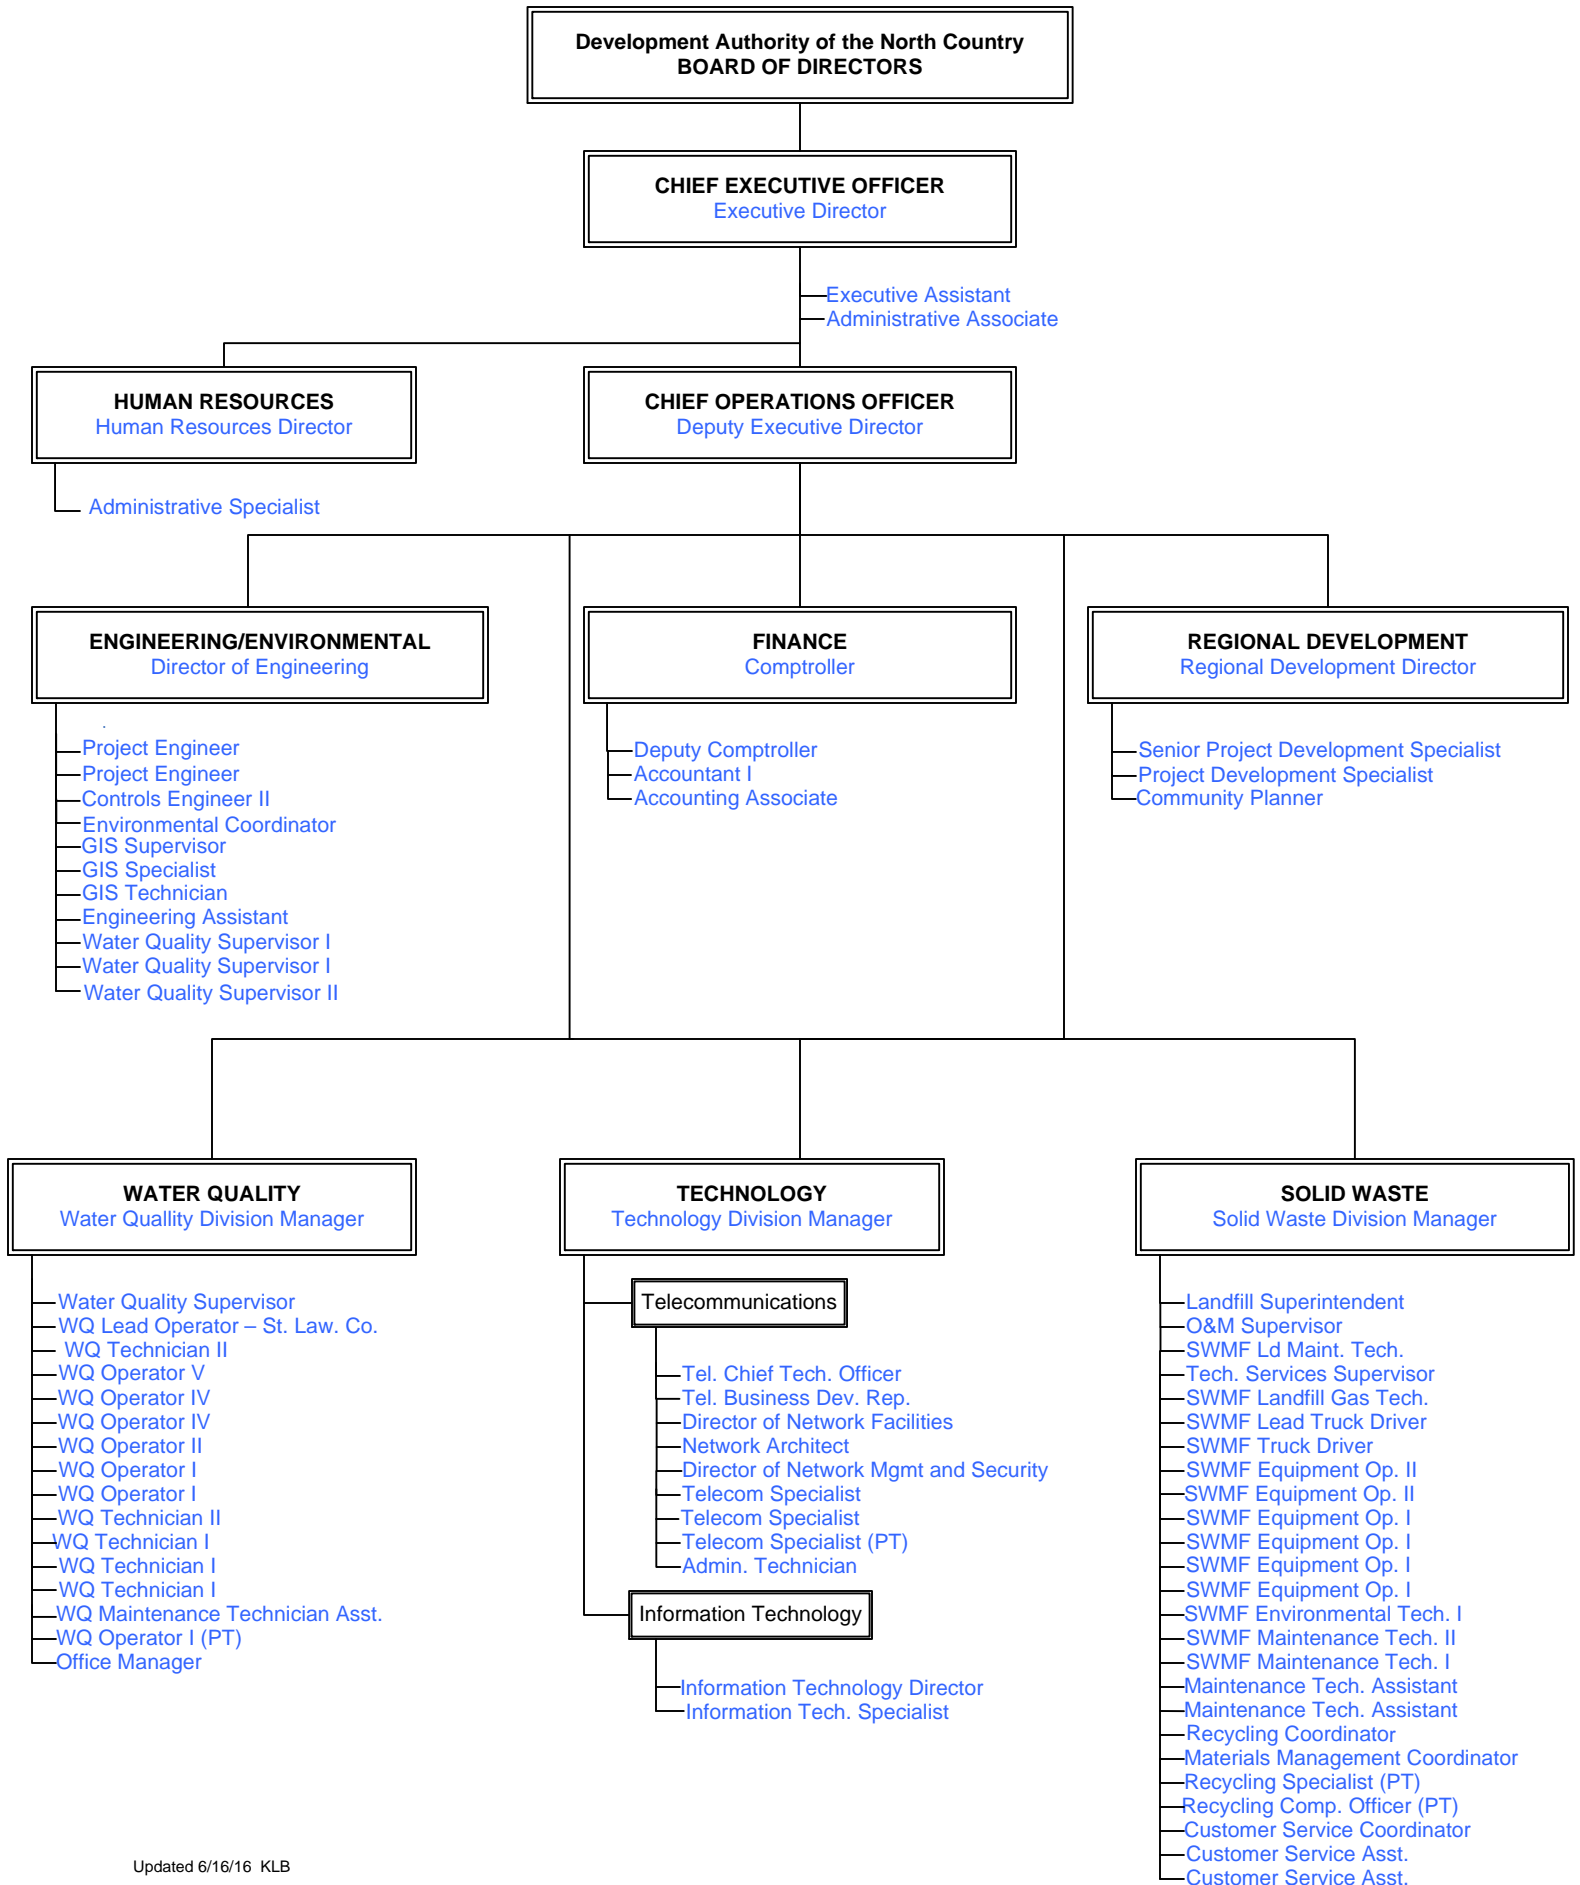 Development Authority of the North Country
BOARD OF DIRECTORS
CHIEF EXECUTIVE OFFICER
Executive Director
Executive Assistant
Administrative Associate
HUMAN RESOURCES
Human Resources Director
Administrative Specialist
CHIEF OPERATIONS OFFICER
Deputy Executive Director
ENGINEERING/ENVIRONMENTAL
Director of Engineering
.
Project Engineer
Project Engineer
Controls Engineer II
Environmental Coordinator
GIS Supervisor
GIS Specialist
GIS Technician
Engineering Assistant
Water Quality Supervisor I
Water Quality Supervisor I
Water Quality Supervisor II
FINANCE
Comptroller
Deputy Comptroller
Accountant I
Accounting Associate
REGIONAL DEVELOPMENT
Regional Development Director
Senior Project Development Specialist
Project Development Specialist
Community Planner
WATER QUALITY
Water Quallity Division Manager
Water Quality Supervisor
WQ Lead Operator – St. Law. Co.
WQ Technician II
WQ Operator V
WQ Operator IV
WQ Operator IV
WQ Operator II
WQ Operator I
WQ Operator I
WQ Technician II
WQ Technician I
WQ Technician I
WQ Technician I
WQ Maintenance Technician Asst.
WQ Operator I (PT)
Office Manager
TECHNOLOGY
Technology Division Manager
Telecommunications
Tel. Chief Tech. Officer
Tel. Business Dev. Rep.
Director of Network Facilities
Network Architect
Director of Network Mgmt and Security
Telecom Specialist
Telecom Specialist
Telecom Specialist (PT)
Admin. Technician
Information Technology
Information Technology Director
Information Tech. Specialist
SOLID WASTE
Solid Waste Division Manager
Landfill Superintendent
O&M Supervisor
SWMF Ld Maint. Tech.
Tech. Services Supervisor
SWMF Landfill Gas Tech.
SWMF Lead Truck Driver
SWMF Truck Driver
SWMF Equipment Op. II
SWMF Equipment Op. II
SWMF Equipment Op. I
SWMF Equipment Op. I
SWMF Equipment Op. I
SWMF Equipment Op. I
SWMF Environmental Tech. I
SWMF Maintenance Tech. II
SWMF Maintenance Tech. I
Maintenance Tech. Assistant
Maintenance Tech. Assistant
Recycling Coordinator
Materials Management Coordinator
Recycling Specialist (PT)
Recycling Comp. Officer (PT)
Customer Service Coordinator
Customer Service Asst.
Customer Service Asst.
Updated 6/16/16 KLB